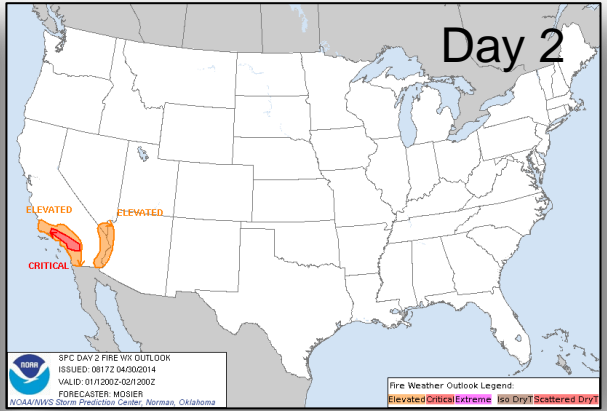 Day 2
ELEVATED
ELEVATED
CRITICAL
NOAA
SPC DAY 2 FIRE WX OUTLOOK
ISSUED: 0817Z 04/30/2014
VALID: 01/1200Z-02/1200Z
FORECASTER: MOSIER
NOAA/NWS Storm Prediction Center, Norman, Oklahoma
Fire Weather Outlook Legend:
Elevated Critical Extreme Iso DryT Scattered DryT